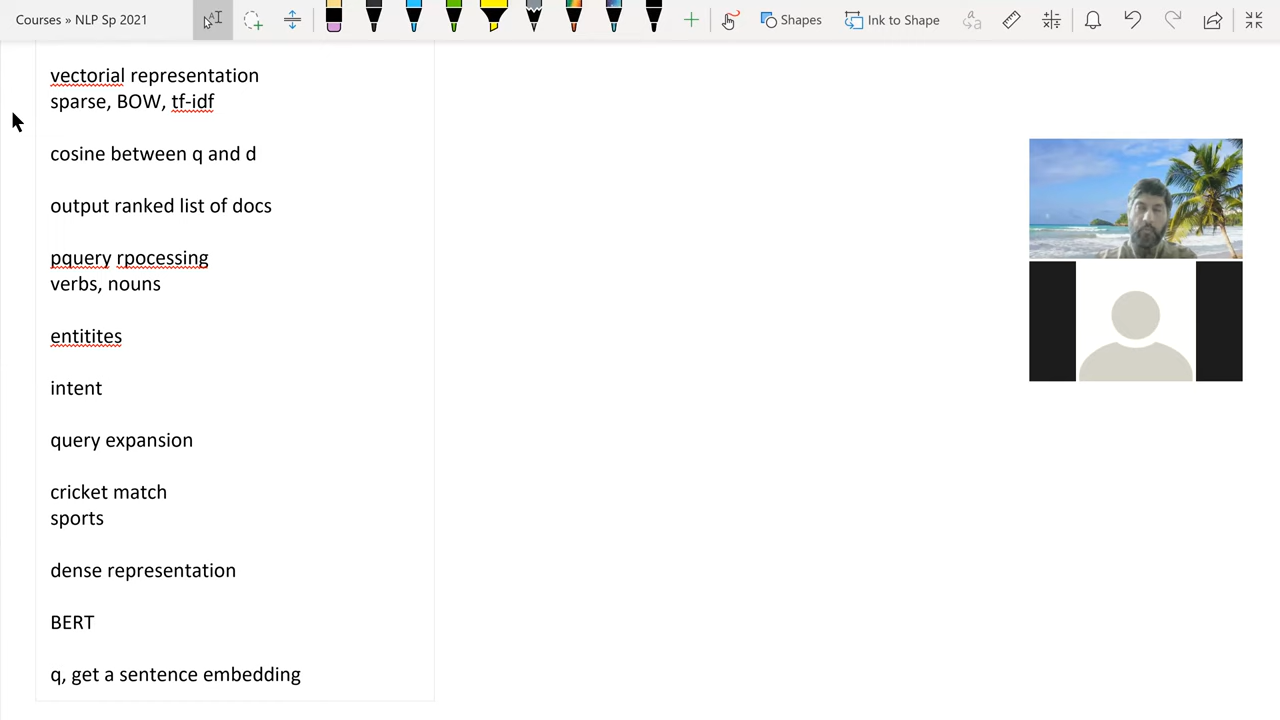 Courses » NLP Sp 2021
Shapes
Ink to Shape
vectorial representation
sparse, BOW, tf-idf
cosine between q and d
output ranked list of docs
pquery rpocessing
verbs, nouns
entitites
intent
query expansion
cricket match
sports
dense representation
BERT
q, get a sentence embedding